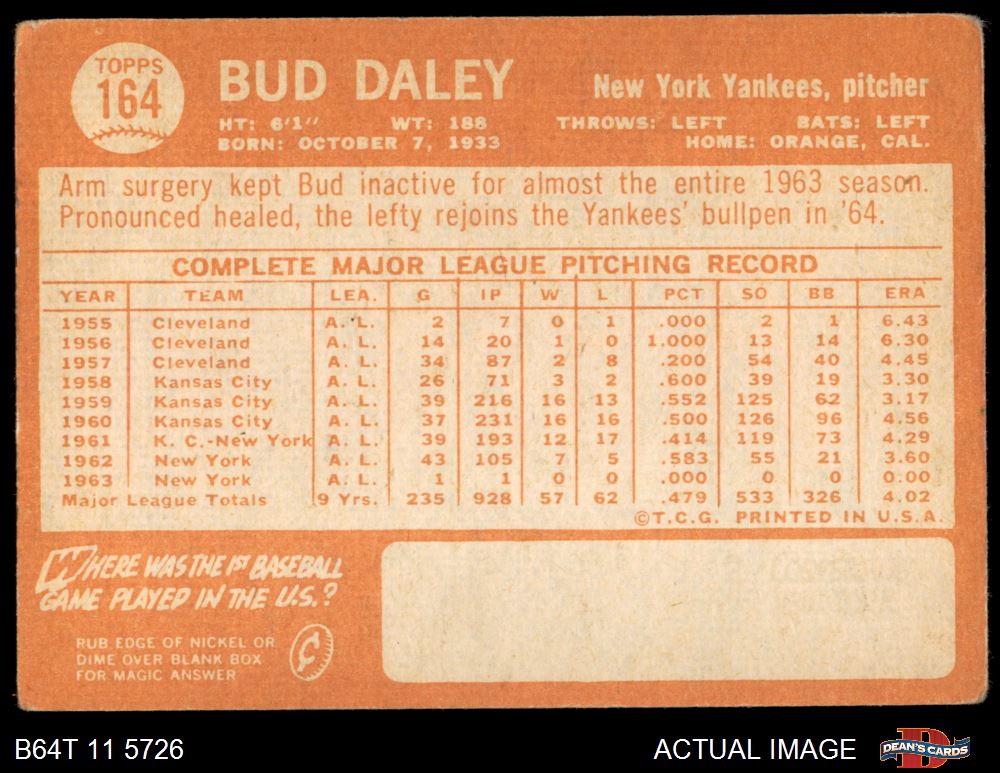 TOPPS
164
BUD DALEY
New York Yankees, pitcher
HT: 6'1" WT: 188 THROWS: LEFT BATS: LEFT
BORN: OCTOBER 7, 1933 HOME: ORANGE, CAL.
Arm surgery kept Bud inactive for almost the entire 1963 season.
Pronounced healed, the lefty rejoins the Yankees' bullpen in '64.
COMPLETE MAJOR LEAGUE PITCHING RECORD
YEAR TEAM LEA. G IP W L PCT SO BB ERA
1955 Cleveland A. L. 2 7 0 1 .000 2 1 6.43
1956 Cleveland A. L. 14 20 1 0 1.000 13 14 6.30
1957 Cleveland A. L. 34 87 2 8 .200 54 40 4.45
1958 Kansas City A. L. 26 71 3 2 .600 39 19 3.30
1959 Kansas City A. L. 39 216 16 13 .552 125 62 3.17
1960 Kansas City A. L. 37 231 16 16 .500 126 96 4.56
1961 K. C.-New York A. L. 39 193 12 17 .414 119 73 4.29
1962 New York A. L. 43 105 7 5 .583 55 21 3.60
1963 New York A. L. 1 1 0 0 .000 0 0 0.00
Major League Totals 9 Yrs. 235 928 57 62 .479 533 326 4.02
©T.C.G. PRINTED IN U.S.A.
WHERE WAS THE 1ST BASEBALL
GAME PLAYED IN THE U.S.?
RUB EDGE OF NICKEL OR
DIME OVER BLANK BOX
FOR MAGIC ANSWER
¢
B64T 11 5726
ACTUAL IMAGE
DEAN'S CARDS